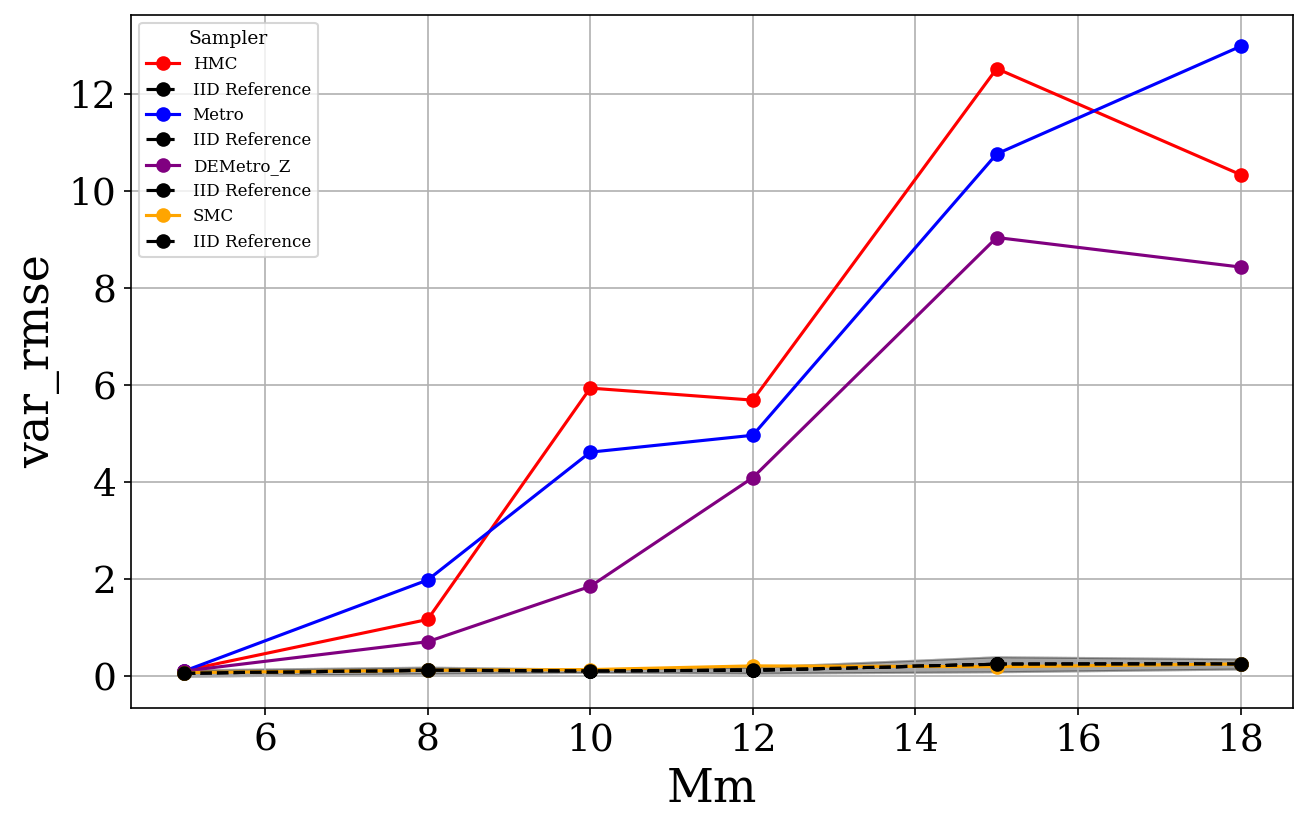 Sampler
HMC
IID Reference
Metro
IID Reference
DEMetro_Z
IID Reference
SMC
IID Reference
12
10
8
6
4
2
0
var_rmse
6 8 10 12 14 16 18
Mm